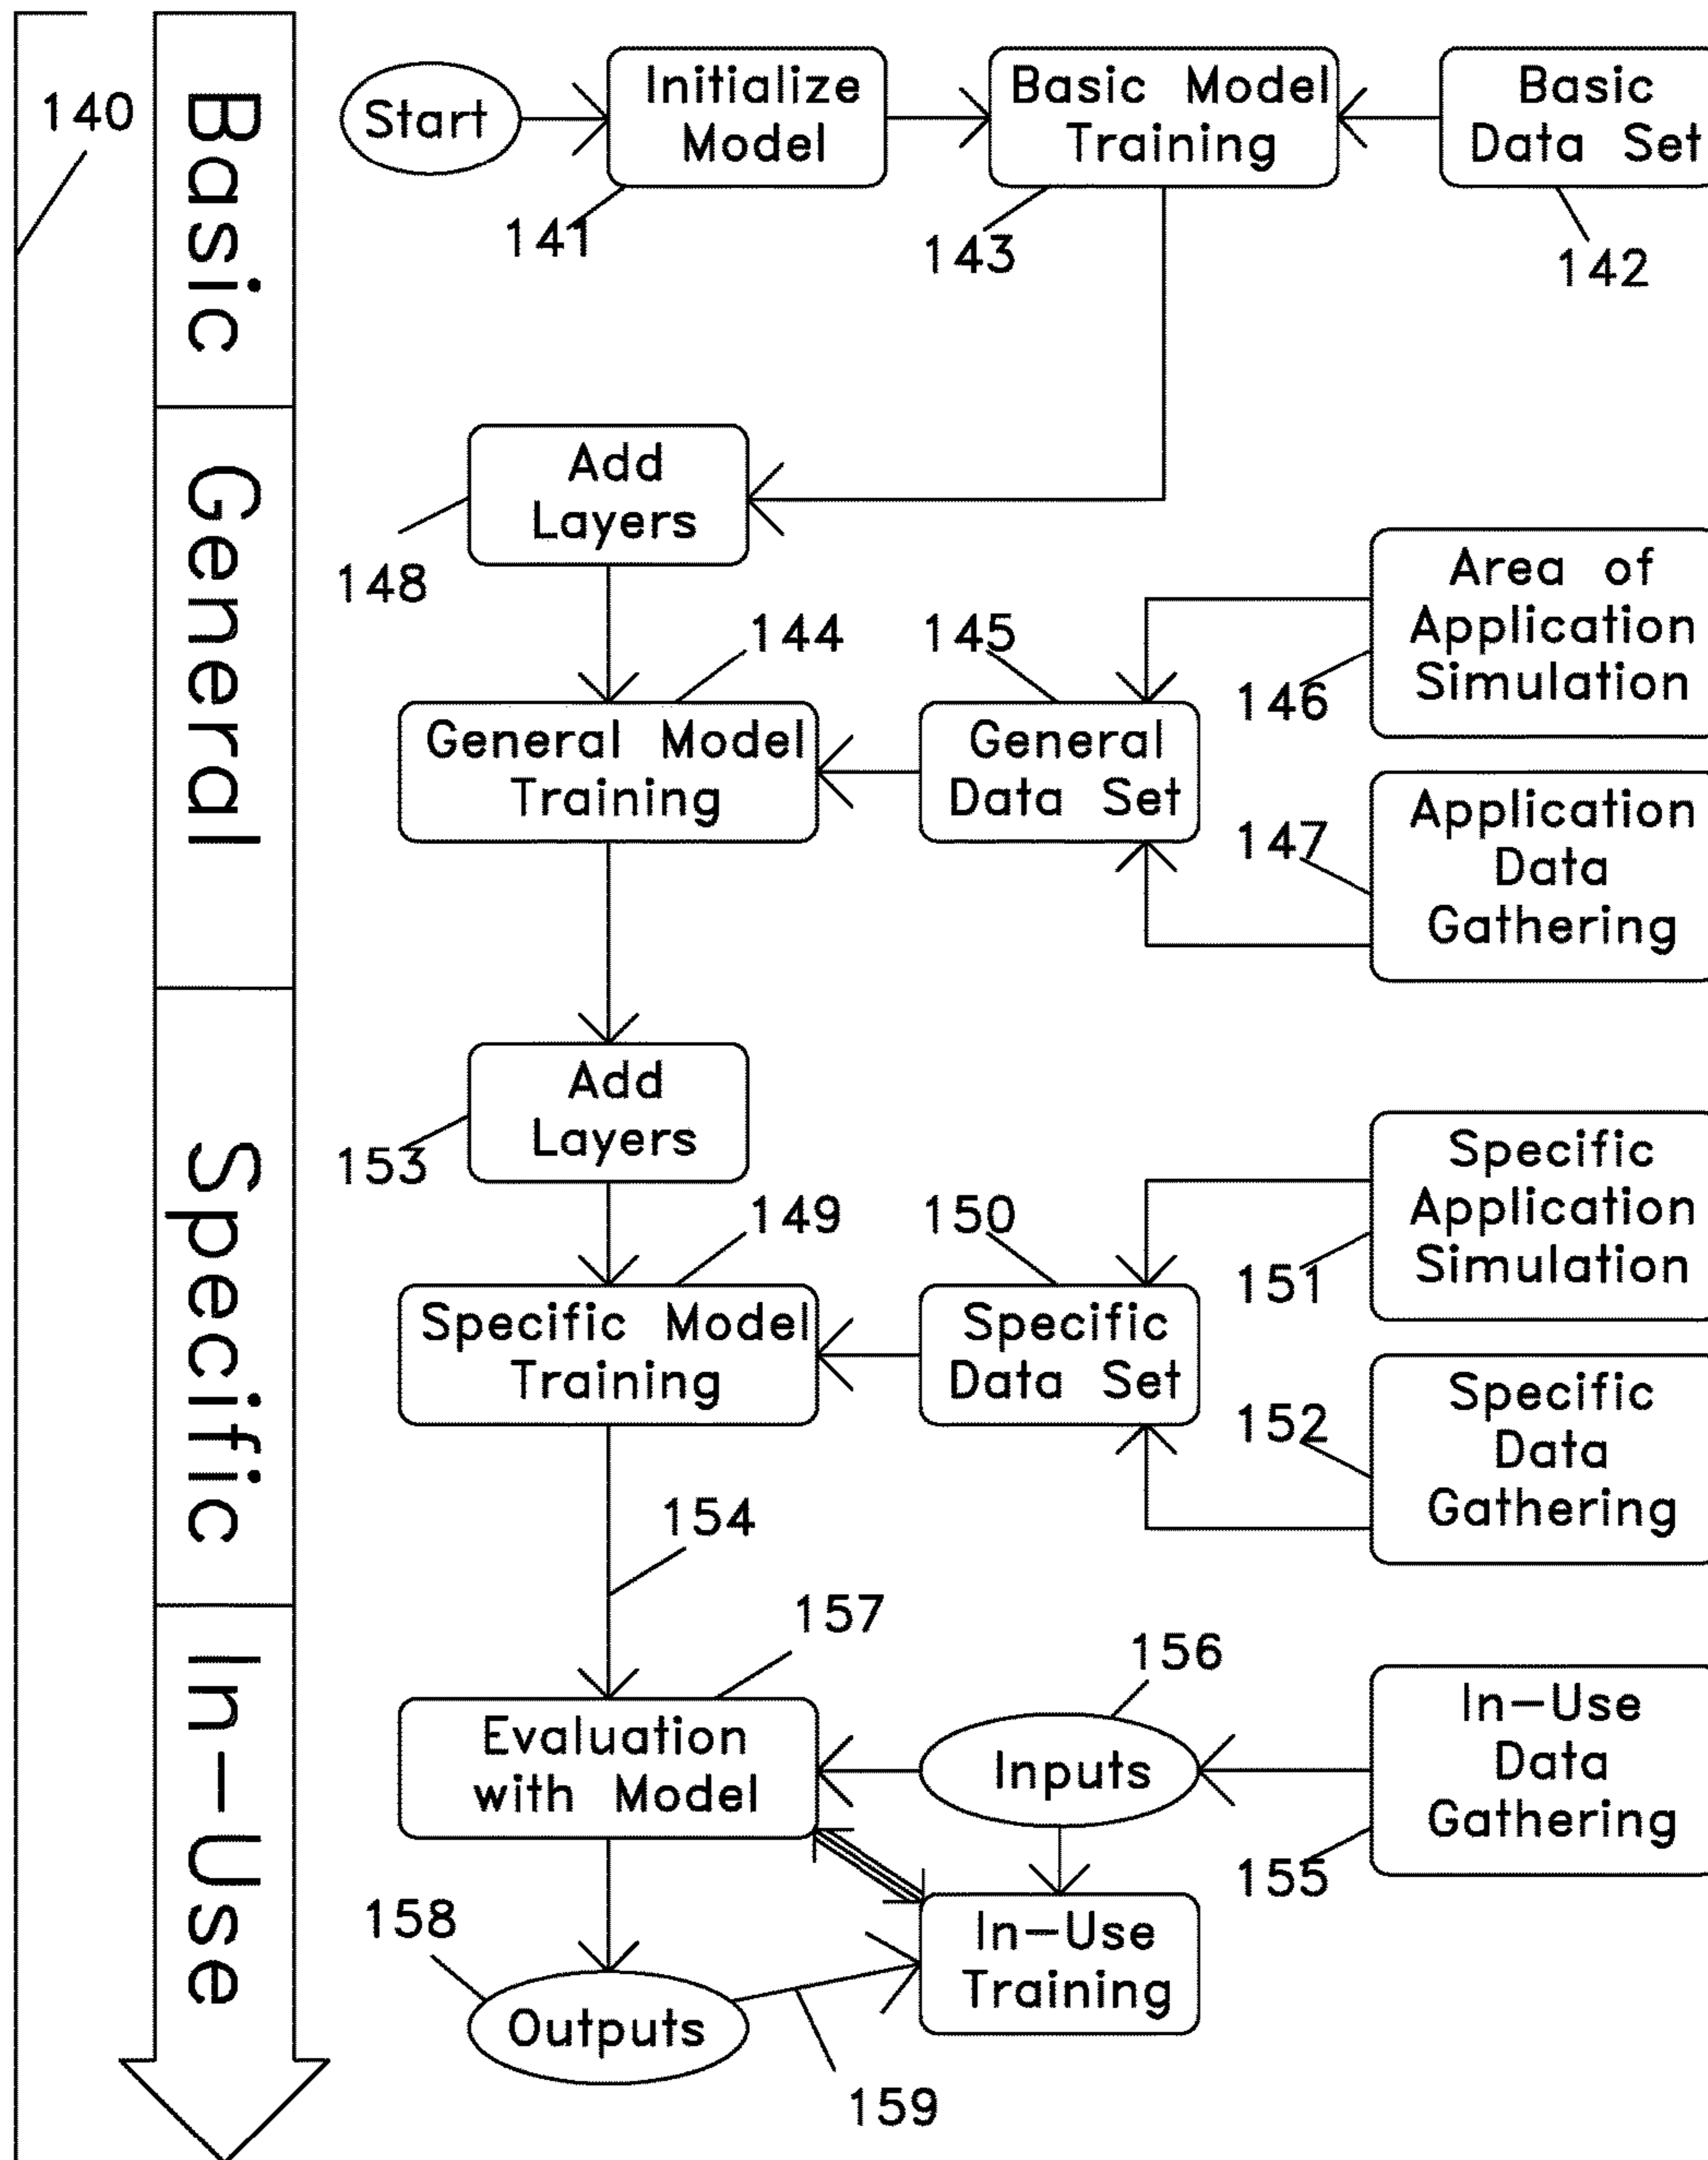 140
Basic
General
Specific
In-Use
Start
Initialize
Model
141
Basic Model
Training
143
Basic
Data Set
142
Add
Layers
148
General Model
Training
144
General
Data Set
145
Area of
Application
Simulation
146
Application
Data
Gathering
147
Add
Layers
153
Specific Model
Training
149
Specific
Data Set
150
Specific
Application
Simulation
151
Specific
Data
Gathering
152
154
Evaluation
with Model
157
Inputs
156
In-Use
Data
Gathering
155
In-Use
Training
Outputs
158
159